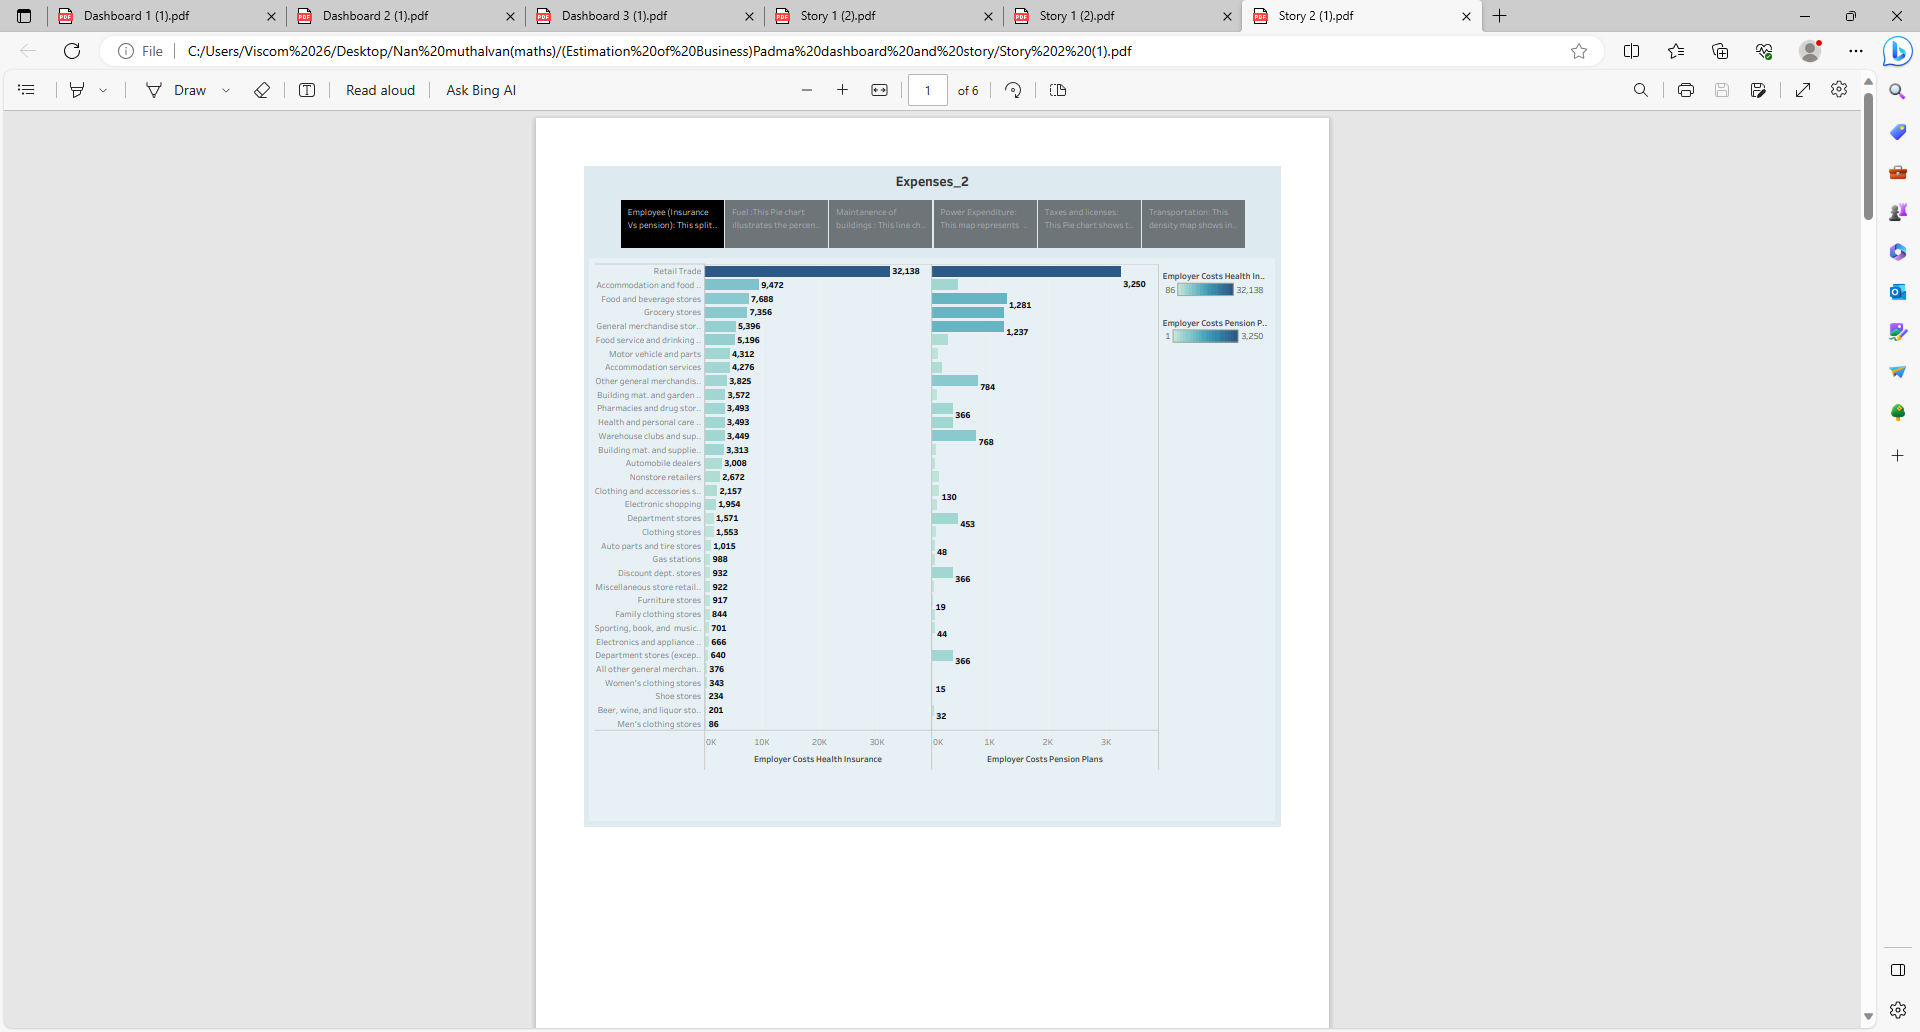 Dashboard 1 (1).pdf
Dashboard 2 (1).pdf
Dashboard 3 (1).pdf
Story 1 (2).pdf
Story 1 (2).pdf
Story 2 (1).pdf
File
C:/Users/Viscom%2026/Desktop/Nan%20muthalvan(maths)/(Estimation%20of%20Business)Padma%20dashboard%20and%20story/Story%202%20(1).pdf
Draw
Read aloud
Ask Bing AI
1
of 6
Expenses_2
Employee (Insurance
Vs pension): This split..
Fuel :This Pie chart
illustrates the percen..
Maintanence of
buildings : This line ch..
Power Expenditure:
This map represents ..
Taxes and licenses:
This Pie chart shows t..
Transportation: This
density map shows in..
Retail Trade 32,138
Accommodation and food .. 9,472 3,250
Food and beverage stores 7,688 1,281
Grocery stores 7,356
General merchandise stor.. 5,396 1,237
Food service and drinking .. 5,196
Motor vehicle and parts 4,312
Accommodation services 4,276
Other general merchandis.. 3,825 784
Building mat. and garden .. 3,572
Pharmacies and drug stor.. 3,493 366
Health and personal care .. 3,493
Warehouse clubs and sup.. 3,449 768
Building mat. and supplie.. 3,313
Automobile dealers 3,008
Nonstore retailers 2,672
Clothing and accessories s.. 2,157 130
Electronic shopping 1,954
Department stores 1,571 453
Clothing stores 1,553
Auto parts and tire stores 1,015 48
Gas stations 988
Discount dept. stores 932 366
Miscellaneous store retail.. 922
Furniture stores 917 19
Family clothing stores 844
Sporting, book, and music.. 701 44
Electronics and appliance .. 666
Department stores (excep.. 640 366
All other general merchan.. 376
Women's clothing stores 343 15
Shoe stores 234
Beer, wine, and liquor sto.. 201 32
Men's clothing stores 86
0K 10K 20K 30K 0K 1K 2K 3K
Employer Costs Health Insurance
Employer Costs Pension Plans
Employer Costs Health In..
86 32,138
Employer Costs Pension P..
1 3,250